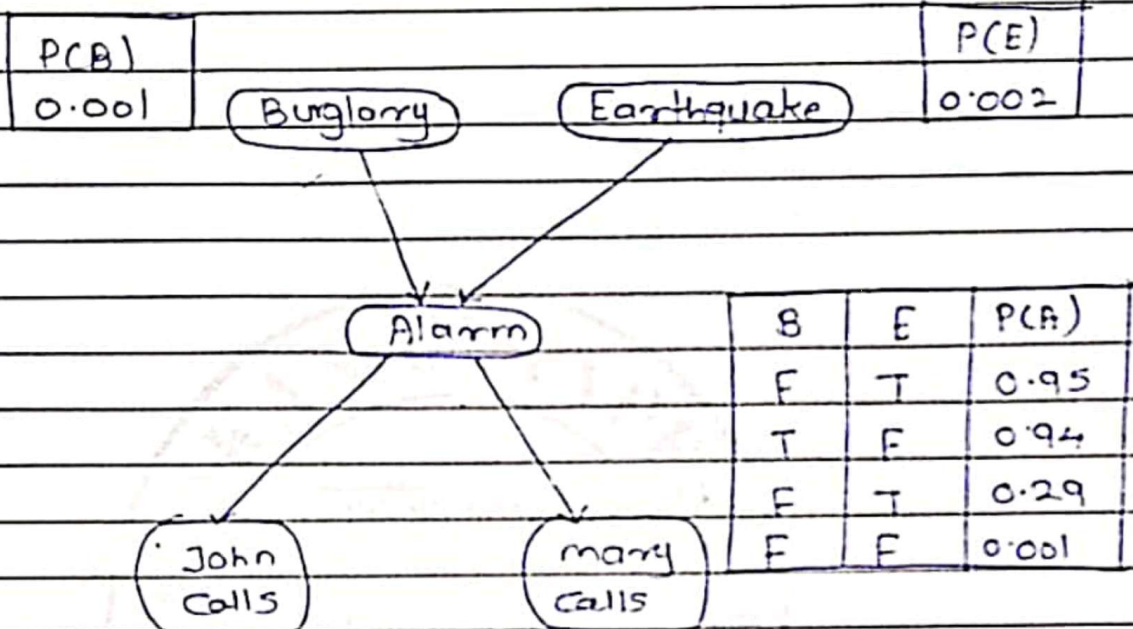 P(B)
0.001
P(E)
0.002
Burglary
Earthquake
Alarm
B E P(A)
F T 0.95
T F 0.94
F T 0.29
F F 0.001
John
Calls
mary
calls